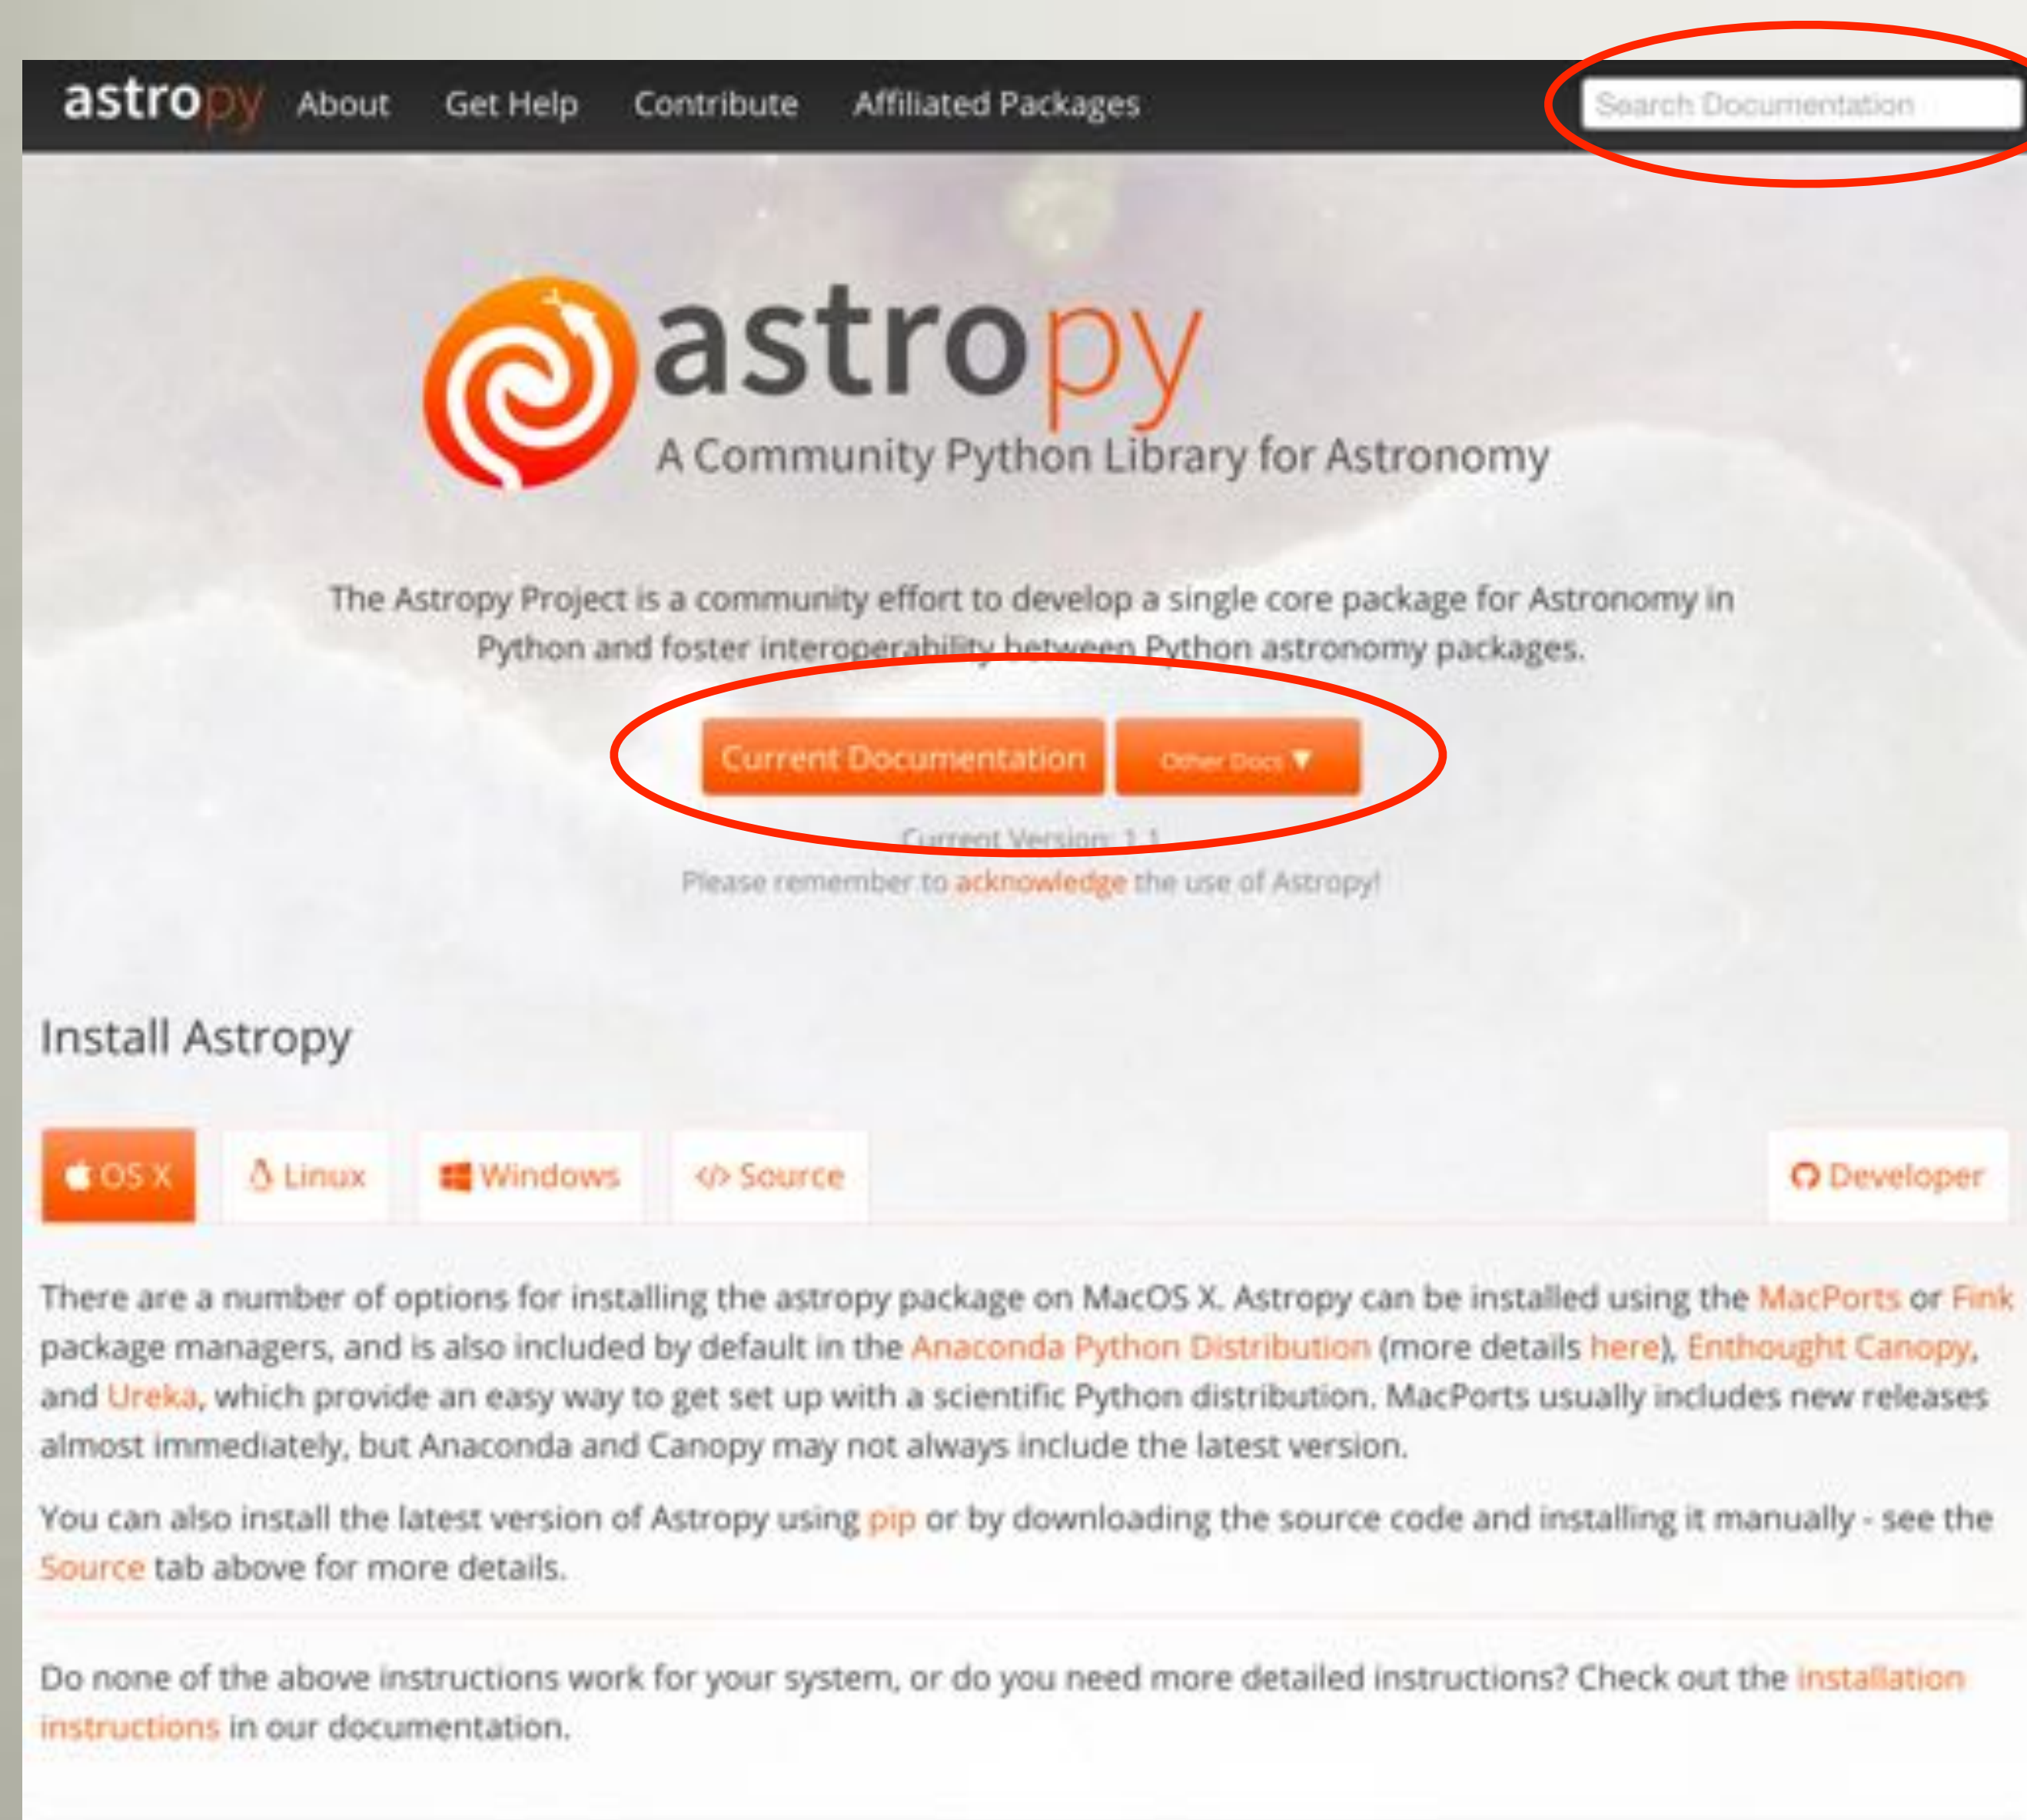 astropy About Get Help Contribute Affiliated Packages Search Documentation
astropy
A Community Python Library for Astronomy
The Astropy Project is a community effort to develop a single core package for Astronomy in
Python and foster interoperability between Python astronomy packages.
Current Documentation Other Docs ▼
Current Version: 1.1
Please remember to acknowledge the use of Astropy!
Install Astropy
OS X Linux Windows </> Source Developer
There are a number of options for installing the astropy package on MacOS X. Astropy can be installed using the MacPorts or Fink
package managers, and is also included by default in the Anaconda Python Distribution (more details here), Enthought Canopy,
and Ureka, which provide an easy way to get set up with a scientific Python distribution. MacPorts usually includes new releases
almost immediately, but Anaconda and Canopy may not always include the latest version.
You can also install the latest version of Astropy using pip or by downloading the source code and installing it manually - see the
Source tab above for more details.
Do none of the above instructions work for your system, or do you need more detailed instructions? Check out the installation
instructions in our documentation.